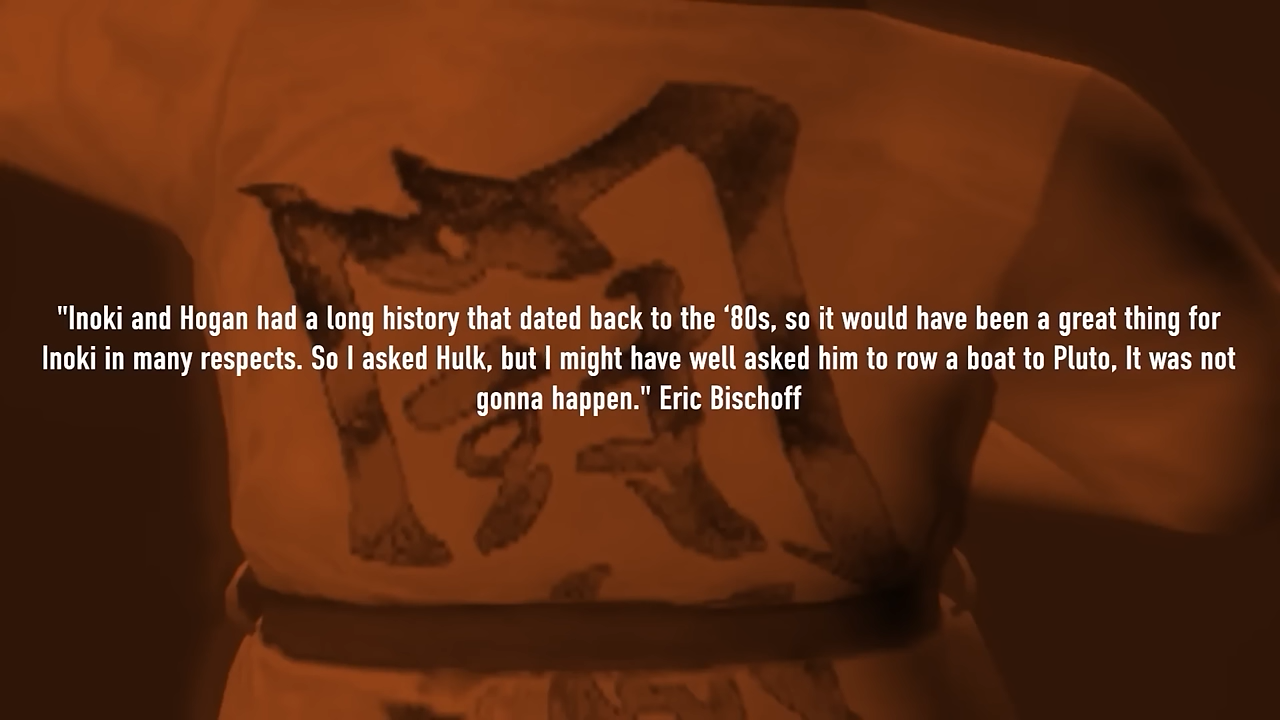 "Inoki and Hogan had a long history that dated back to the ‘80s, so it would have been a great thing for
Inoki in many respects. So I asked Hulk, but I might have well asked him to row a boat to Pluto, It was not
gonna happen." Eric Bischoff